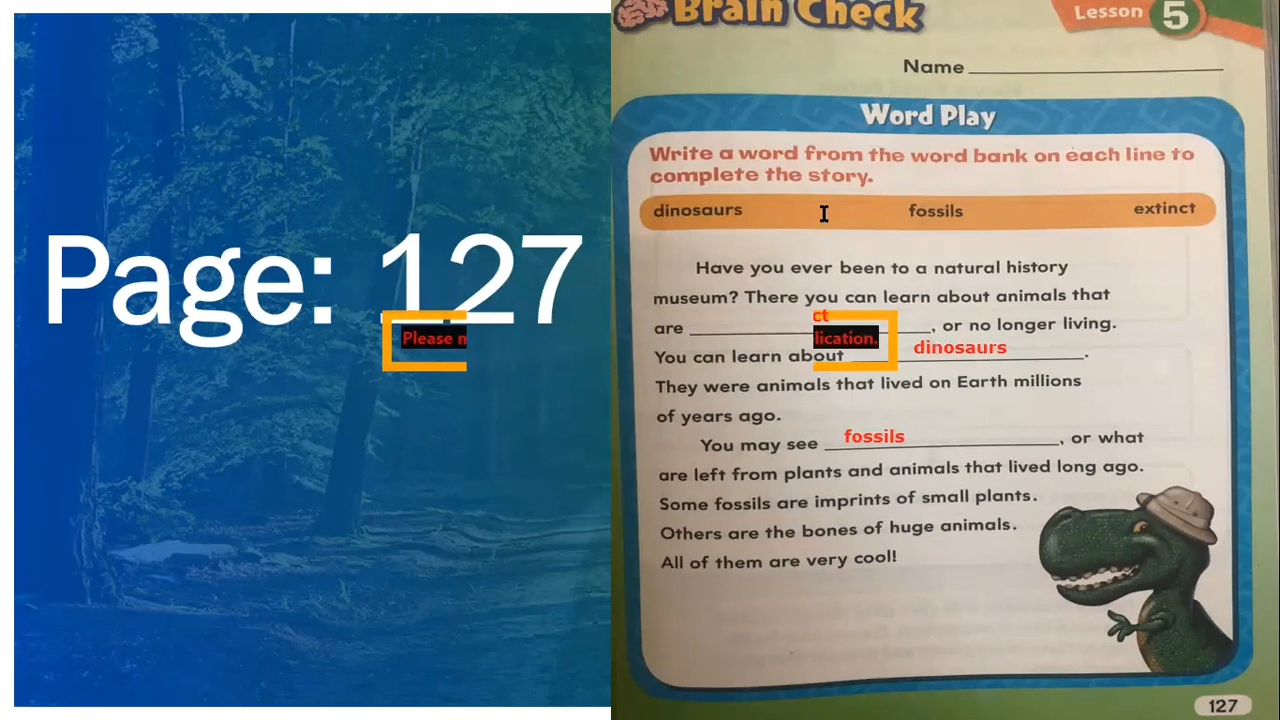 Page: 127
Please
Brain Check
Lesson 5
Name
Word Play
Write a word from the word bank on each line to
complete the story.
dinosaurs fossils extinct
Have you ever been to a natural history
museum? There you can learn about animals that
are , or no longer living.
You can learn about dinosaurs .
They were animals that lived on Earth millions
of years ago.
You may see fossils , or what
are left from plants and animals that lived long ago.
Some fossils are imprints of small plants.
Others are the bones of huge animals.
All of them are very cool!
127